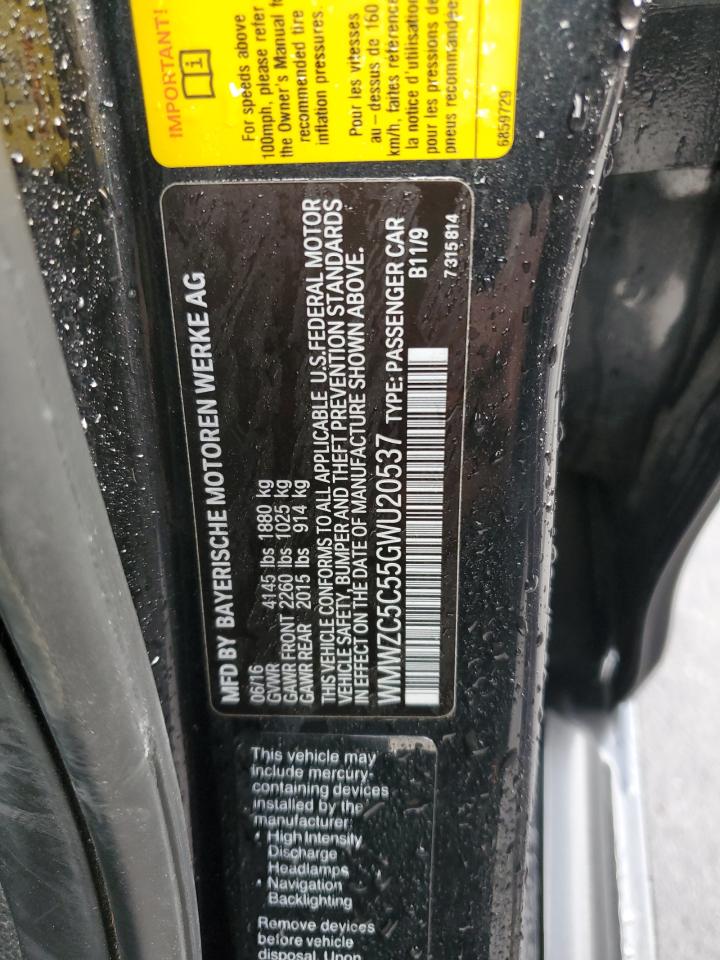 IMPORTANT!
For speeds above
100mph, please refer
the Owner's Manual
recommended tire
inflation pressures
Pour les vitesses
au-dessus de 160
km/h, faites référence
la notice d'utilisation
pour les pressions de
pneus recommandée
6859729
MFD BY BAYERISCHE MOTOREN WERKE AG
06/16
GVWR 4145 lbs 1880 kg
GAWR FRONT 2260 lbs 1025 kg
GAWR REAR 2015 lbs 914 kg
THIS VEHICLE CONFORMS TO ALL APPLICABLE U.S.FEDERAL MOTOR
VEHICLE SAFETY, BUMPER AND THEFT PREVENTION STANDARDS
IN EFFECT ON THE DATE OF MANUFACTURE SHOWN ABOVE.
WMWZC5C55GWU20537 TYPE: PASSENGER CAR
B11/9
7315814
This vehicle may
include mercury-
containing devices
installed by the
manufacturer:
• High Intensity
Discharge
Headlamps
• Navigation
Backlighting
Remove devices
before vehicle
disposal. Upon